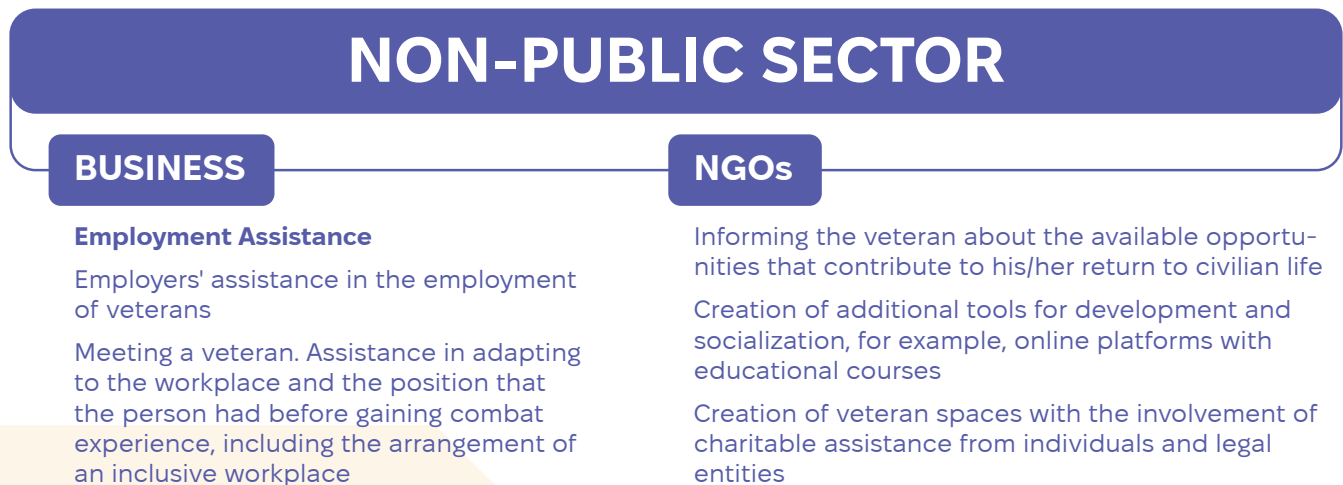 NON-PUBLIC SECTOR
BUSINESS
Employment Assistance
Employers' assistance in the employment
of veterans
Meeting a veteran. Assistance in adapting
to the workplace and the position that
the person had before gaining combat
experience, including the arrangement of
an inclusive workplace
NGOs
Informing the veteran about the available opportu-
nities that contribute to his/her return to civilian life
Creation of additional tools for development and
socialization, for example, online platforms with
educational courses
Creation of veteran spaces with the involvement of
charitable assistance from individuals and legal
entities